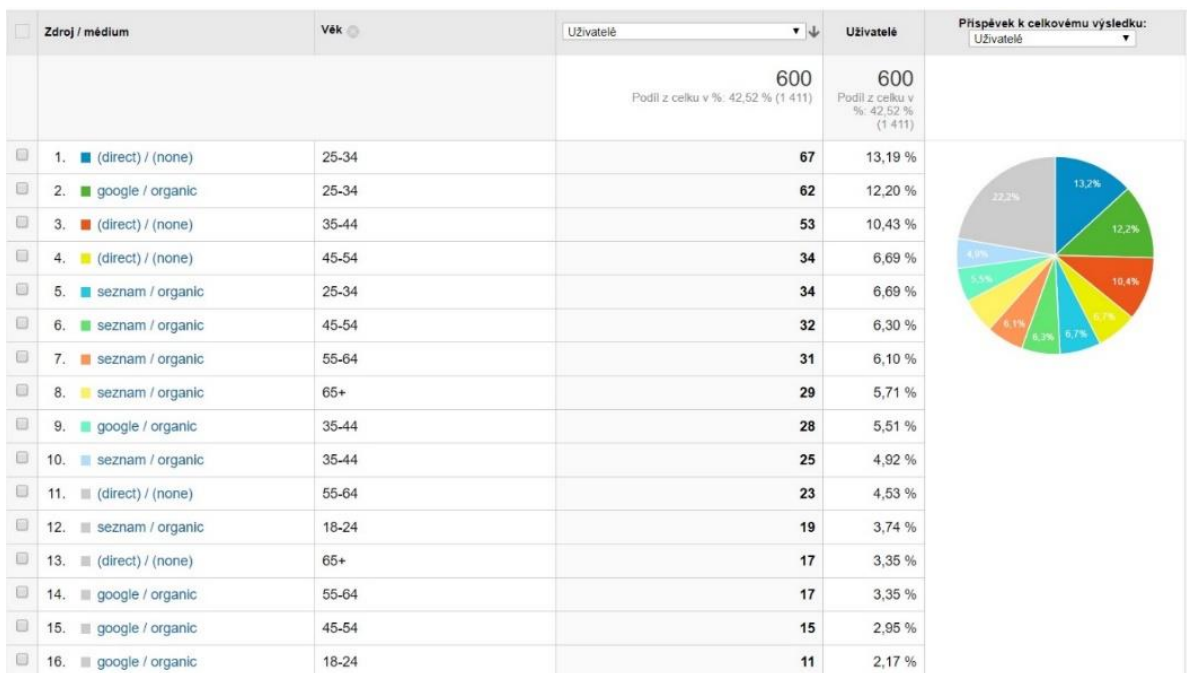 Zdroj / médium Věk Uživatelé Uživatelé Příspěvek k celkovému výsledku:
Uživatelé
600 600
Podíl z celku v %: 42,52 % (1 411) Podíl z celku v
%: 42,52 %
(1 411)
1. (direct) / (none) 25-34 67 13,19 %
2. google / organic 25-34 62 12,20 %
3. (direct) / (none) 35-44 53 10,43 %
4. (direct) / (none) 45-54 34 6,69 %
5. seznam / organic 25-34 34 6,69 %
6. seznam / organic 45-54 32 6,30 %
7. seznam / organic 55-64 31 6,10 %
8. seznam / organic 65+ 29 5,71 %
9. google / organic 35-44 28 5,51 %
10. seznam / organic 35-44 25 4,92 %
11. (direct) / (none) 55-64 23 4,53 %
12. seznam / organic 18-24 19 3,74 %
13. (direct) / (none) 65+ 17 3,35 %
14. google / organic 55-64 17 3,35 %
15. google / organic 45-54 15 2,95 %
16. google / organic 18-24 11 2,17 %
13,2%
12,2%
10,4%
6,7%
6,7%
6,3%
6,1%
5,5%
4,9%
22,2%